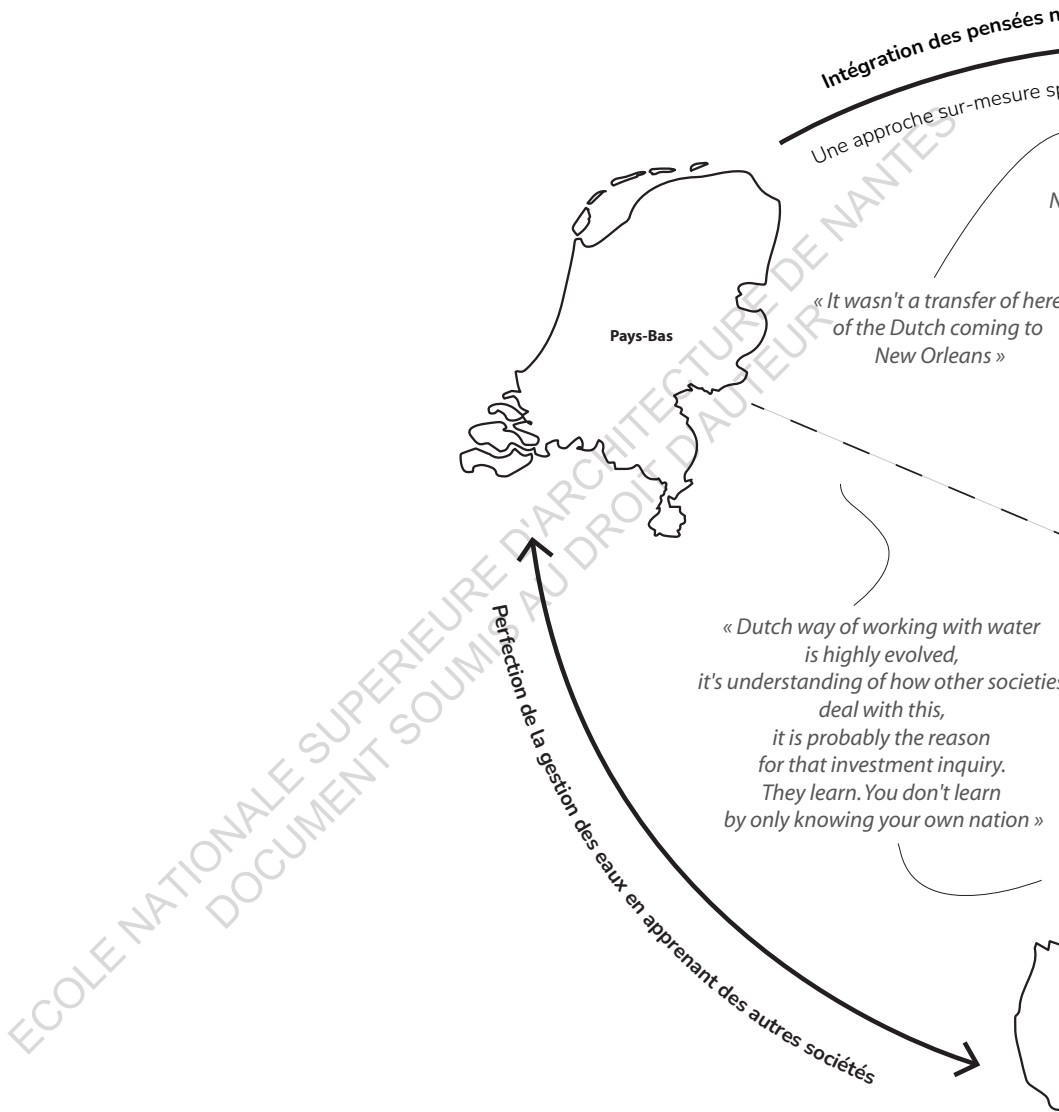 Intégration des pensées
Une approche sur-mesure
« It wasn't a transfer of here
of the Dutch coming to
New Orleans »
Pays-Bas
« Dutch way of working with water
is highly evolved,
it's understanding of how other societies
deal with this,
it is probably the reason
for that investment inquiry.
They learn. You don't learn
by only knowing your own nation »
Perfection de la gestion des eaux en apprenant des autres sociétés
ECOLE NATIONALE SUPERIEURE D'ARCHITECTURE DE NANTES
DOCUMENT SOUMIS AU DROIT D'AUTEUR